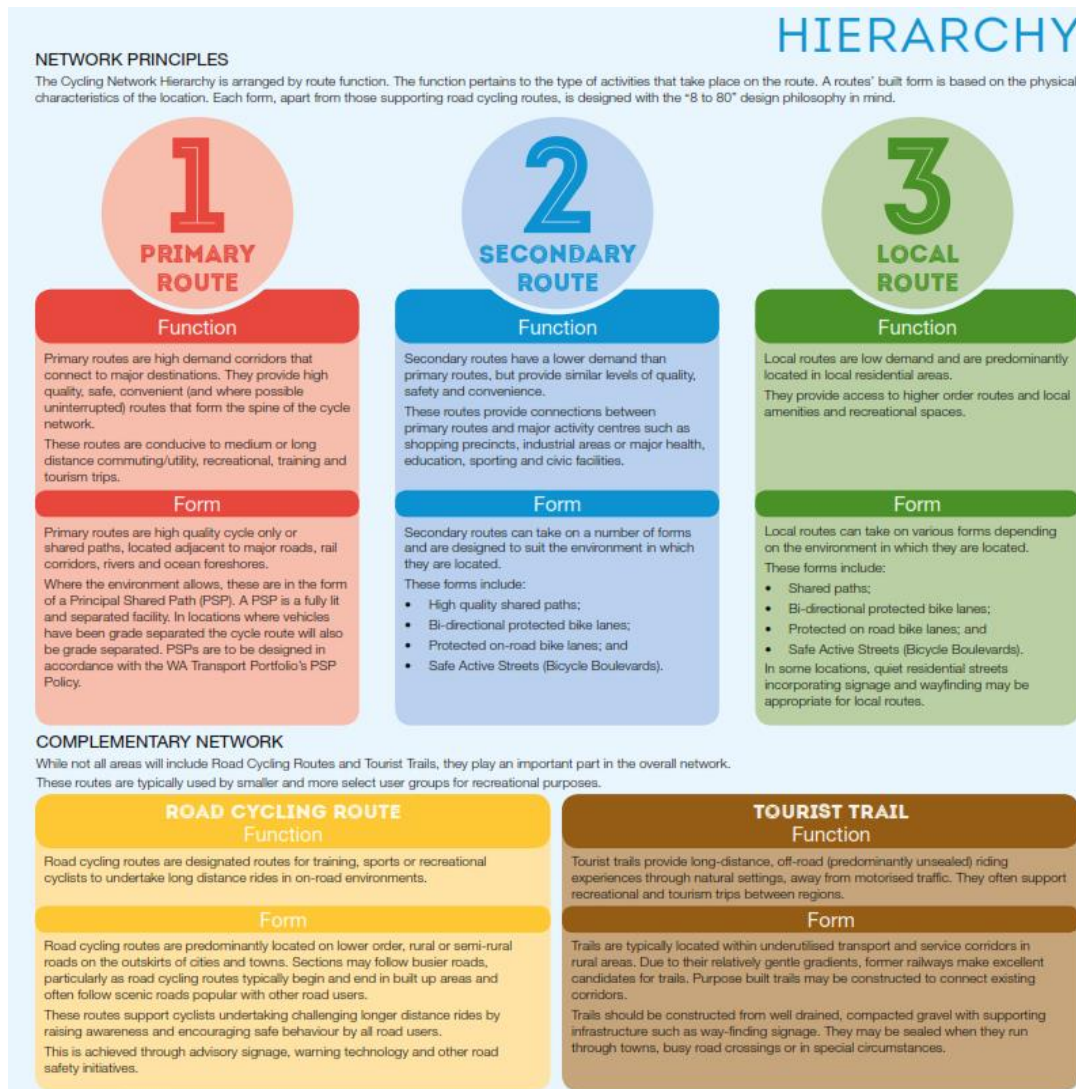 HIERARCHY
NETWORK PRINCIPLES
The Cycling Network Hierarchy is arranged by route function. The function pertains to the type of activities that take place on the route. A routes' built form is based on the physical
characteristics of the location. Each form, apart from those supporting road cycling routes, is designed with the "8 to 80" design philosophy in mind.
1
PRIMARY
ROUTE
Function
Primary routes are high demand corridors that
connect to major destinations. They provide high
quality, safe, convenient (and where possible
uninterrupted) routes that form the spine of the cycle
network.
These routes are conducive to medium or long
distance commuting/utility, recreational, training and
tourism trips.
Form
Primary routes are high quality cycle only or
shared paths, located adjacent to major roads, rail
corridors, rivers and ocean foreshores.
Where the environment allows, these are in the form
of a Principal Shared Path (PSP). A PSP is a fully lit
and separated facility. In locations where vehicles
have been grade separated the cycle route will also
be grade separated. PSPs are to be designed in
accordance with the WA Transport Portfolio's PSP
Policy.
2
SECONDARY
ROUTE
Function
Secondary routes have a lower demand than
primary routes, but provide similar levels of quality,
safety and convenience.
These routes provide connections between
primary routes and major activity centres such as
shopping precincts, industrial areas or major health,
education, sporting and civic facilities.
Form
Secondary routes can take on a number of forms
and are designed to suit the environment in which
they are located.
These forms include:
• High quality shared paths;
• Bi-directional protected bike lanes;
• Protected on-road bike lanes; and
• Safe Active Streets (Bicycle Boulevards).
3
LOCAL
ROUTE
Function
Local routes are low demand and are predominantly
located in local residential areas.
They provide access to higher order routes and local
amenities and recreational spaces.
Form
Local routes can take on various forms depending
on the environment in which they are located.
These forms include:
• Shared paths;
• Bi-directional protected bike lanes;
• Protected on road bike lanes; and
• Safe Active Streets (Bicycle Boulevards).
In some locations, quiet residential streets
incorporating signage and wayfinding may be
appropriate for local routes.
COMPLEMENTARY NETWORK
While not all areas will include Road Cycling Routes and Tourist Trails, they play an important part in the overall network.
These routes are typically used by smaller and more select user groups for recreational purposes.
ROAD CYCLING ROUTE
Function
Road cycling routes are designated routes for training, sports or recreational
cyclists to undertake long distance rides in on-road environments.
Form
Road cycling routes are predominantly located on lower order, rural or semi-rural
roads on the outskirts of cities and towns. Sections may follow busier roads,
particularly as road cycling routes typically begin and end in built up areas and
often follow scenic roads popular with other road users.
These routes support cyclists undertaking challenging longer distance rides by
raising awareness and encouraging safe behaviour by all road users.
This is achieved through advisory signage, warning technology and other road
safety initiatives.
TOURIST TRAIL
Function
Tourist trails provide long-distance, off-road (predominantly unsealed) riding
experiences through natural settings, away from motorised traffic. They often support
recreational and tourism trips between regions.
Form
Trails are typically located within underutilised transport and service corridors in
rural areas. Due to their relatively gentle gradients, former railways make excellent
candidates for trails. Purpose built trails may be constructed to connect existing
corridors.
Trails should be constructed from well drained, compacted gravel with supporting
infrastructure such as way-finding signage. They may be sealed when they run
through towns, busy road crossings or in special circumstances.